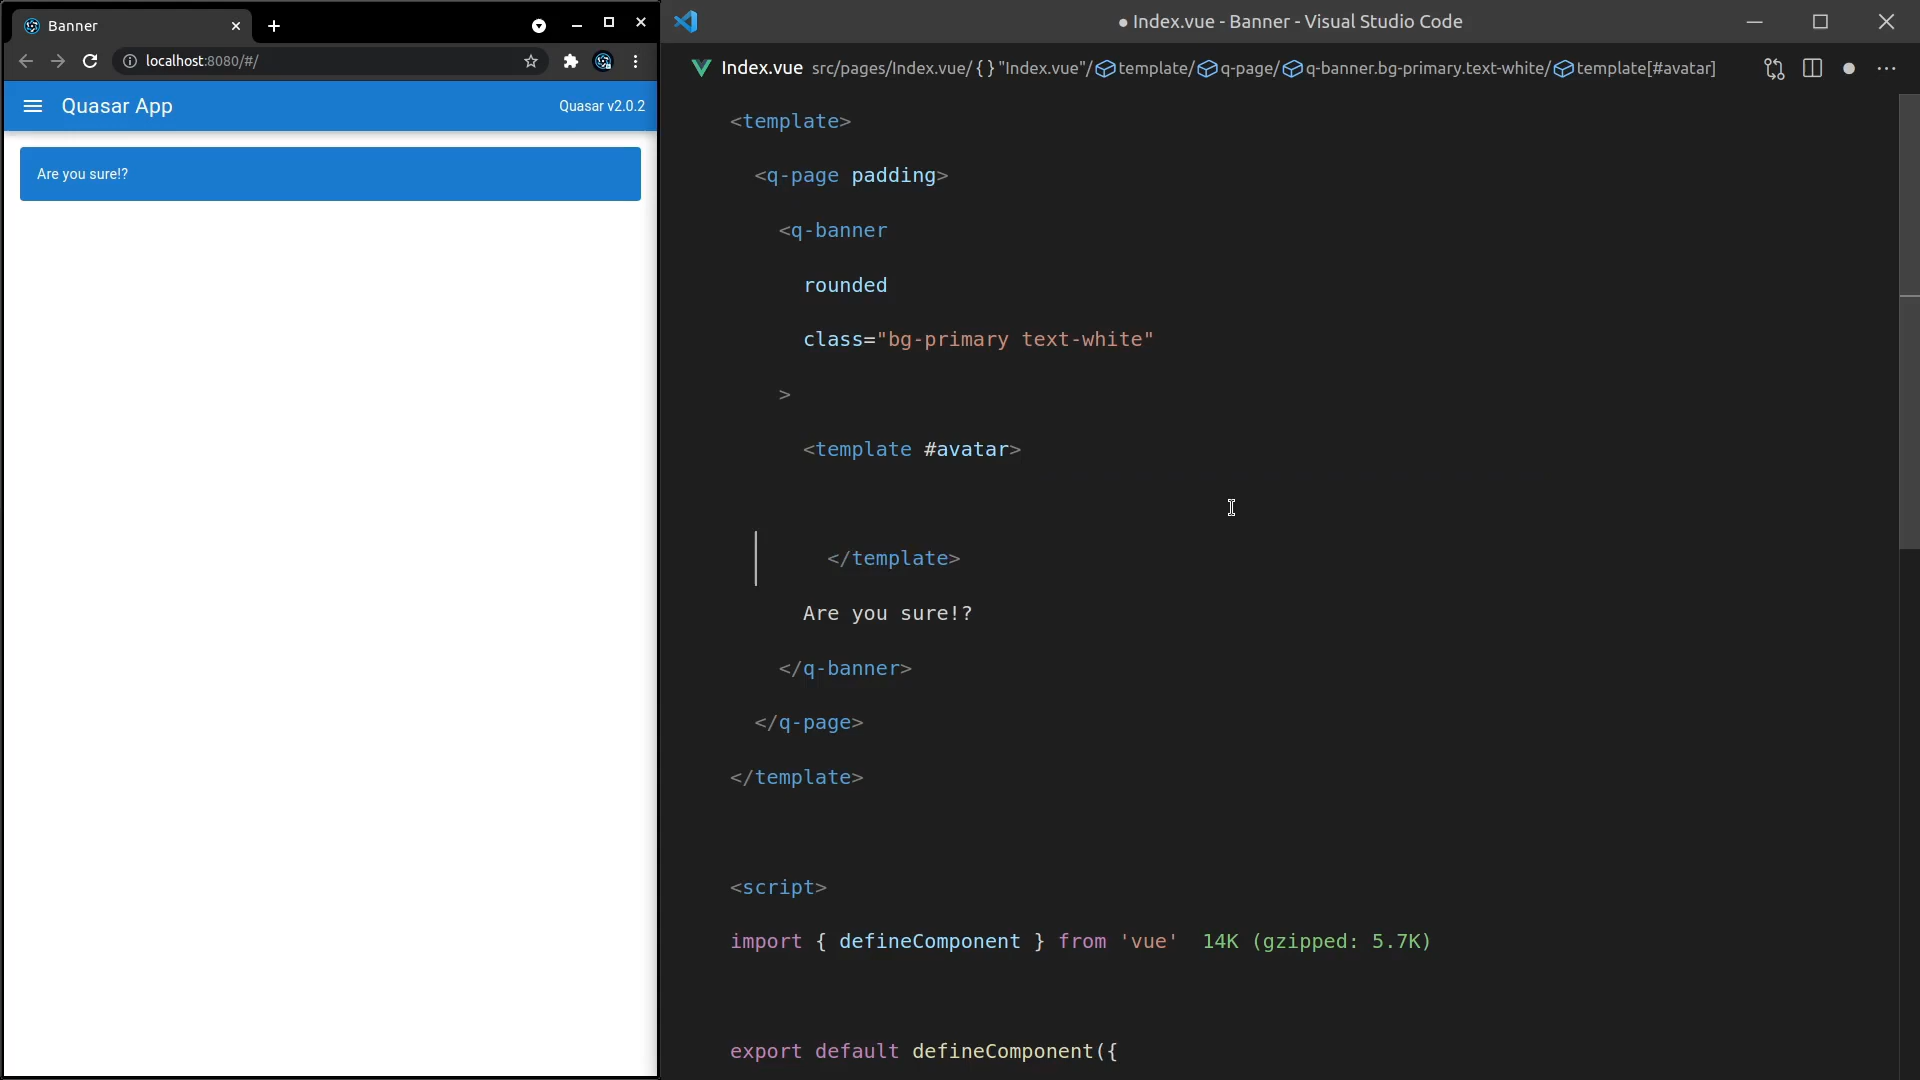 Banner
localhost:8080/#/
Quasar App
Quasar v2.0.2
Are you sure!?
● Index.vue - Banner - Visual Studio Code
Index.vue src/pages/Index.vue/{}"Index.vue"/template/q-page/q-banner.bg-primary.text-white/template[#avatar]
<template>
<q-page padding>
<q-banner
rounded
class="bg-primary text-white"
>
<template #avatar>
</template>
Are you sure!?
</q-banner>
</q-page>
</template>
<script>
import { defineComponent } from 'vue' 14K (gzipped: 5.7K)
export default defineComponent({